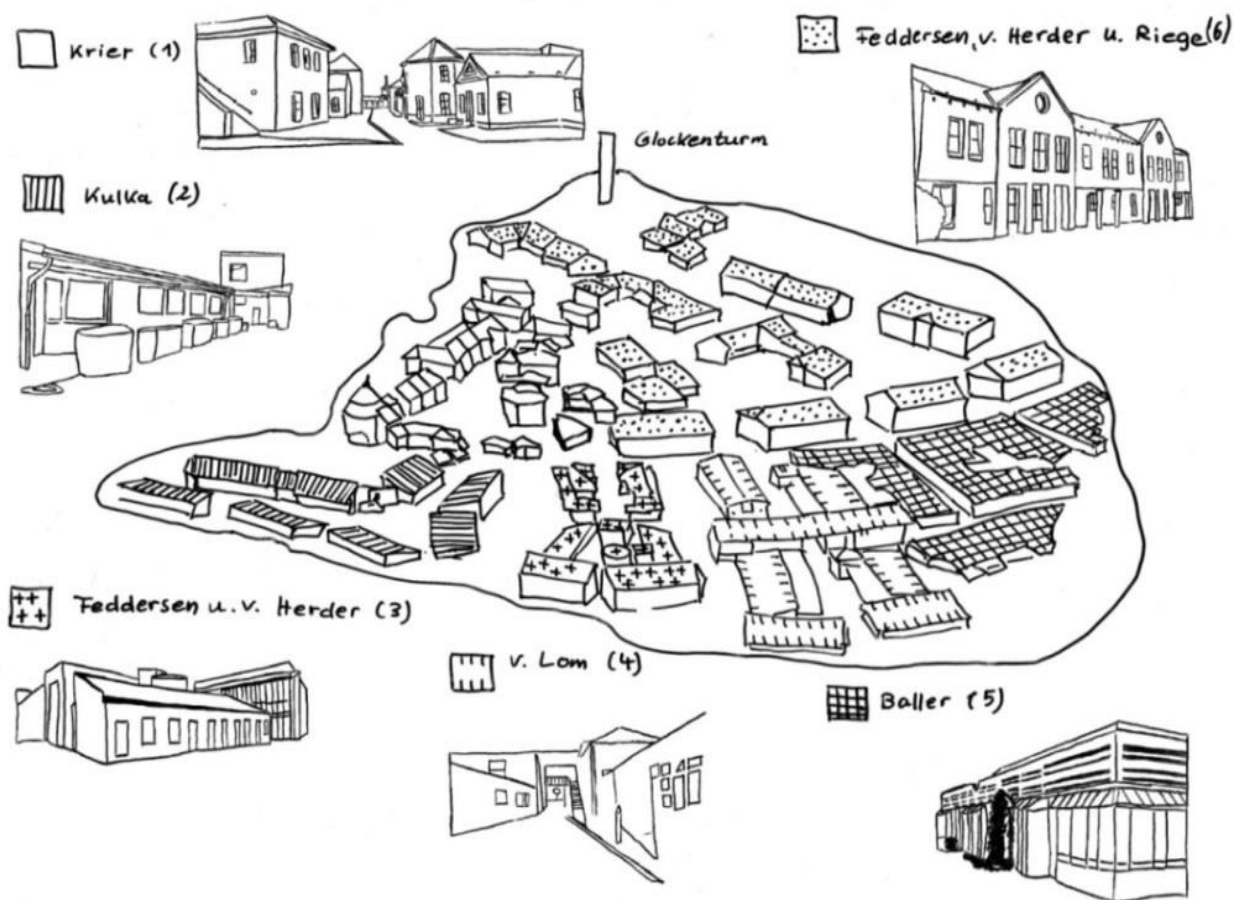 Krier (1)
Feddersen, v. Herder u. Riege (6)
Glockenturm
Kulka (2)
Feddersen u. v. Herder (3)
v. Lom (4)
Baller (5)